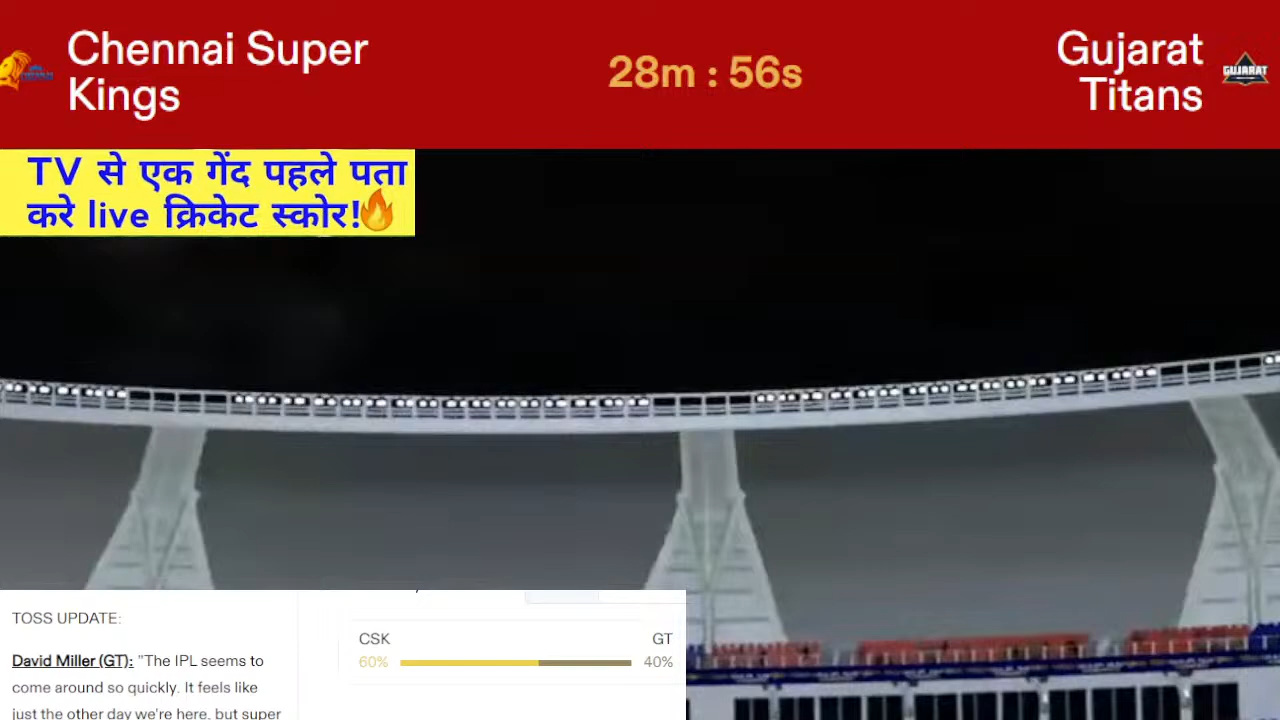 Chennai Super
Kings
28m : 56s
Gujarat
Titans
GUJARAT
TV से एक गेंद पहले पता
करे live क्रिकेट स्कोर!🔥
TOSS UPDATE:
David Miller (GT): "The IPL seems to
come around so quickly. It feels like
just the other day we're here, but super
CSK GT
60% 40%